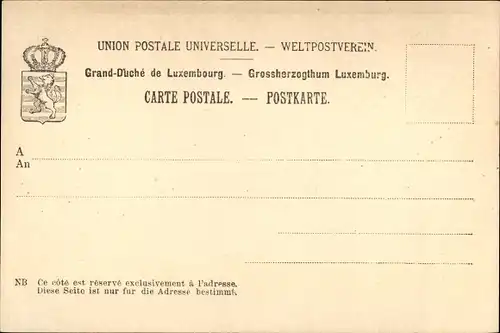 UNION POSTALE UNIVERSELLE. — WELTPOSTVEREIN.
Grand-Duché de Luxembourg. — Grossherzogthum Luxemburg.
CARTE POSTALE. — POSTKARTE.
A
An
NB Ce côté est réservé exclusivement à l'adresse.
Diese Seite ist nur fur die Adresse bestimmt.